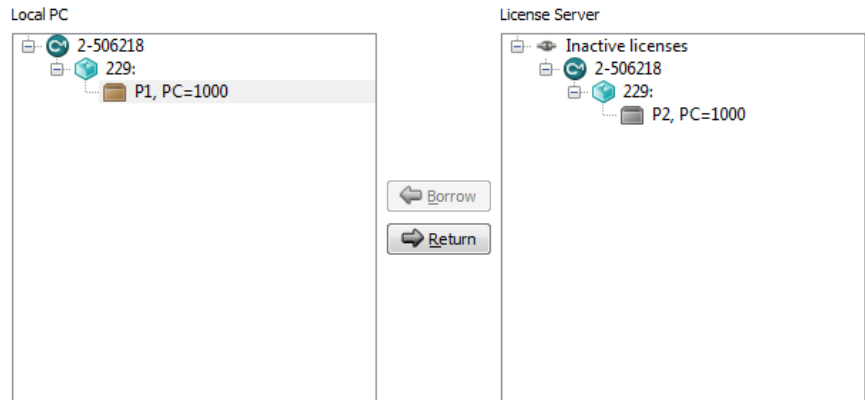 Local PC
2-506218
229:
P1, PC=1000
Borrow
Return
License Server
Inactive licenses
2-506218
229:
P2, PC=1000